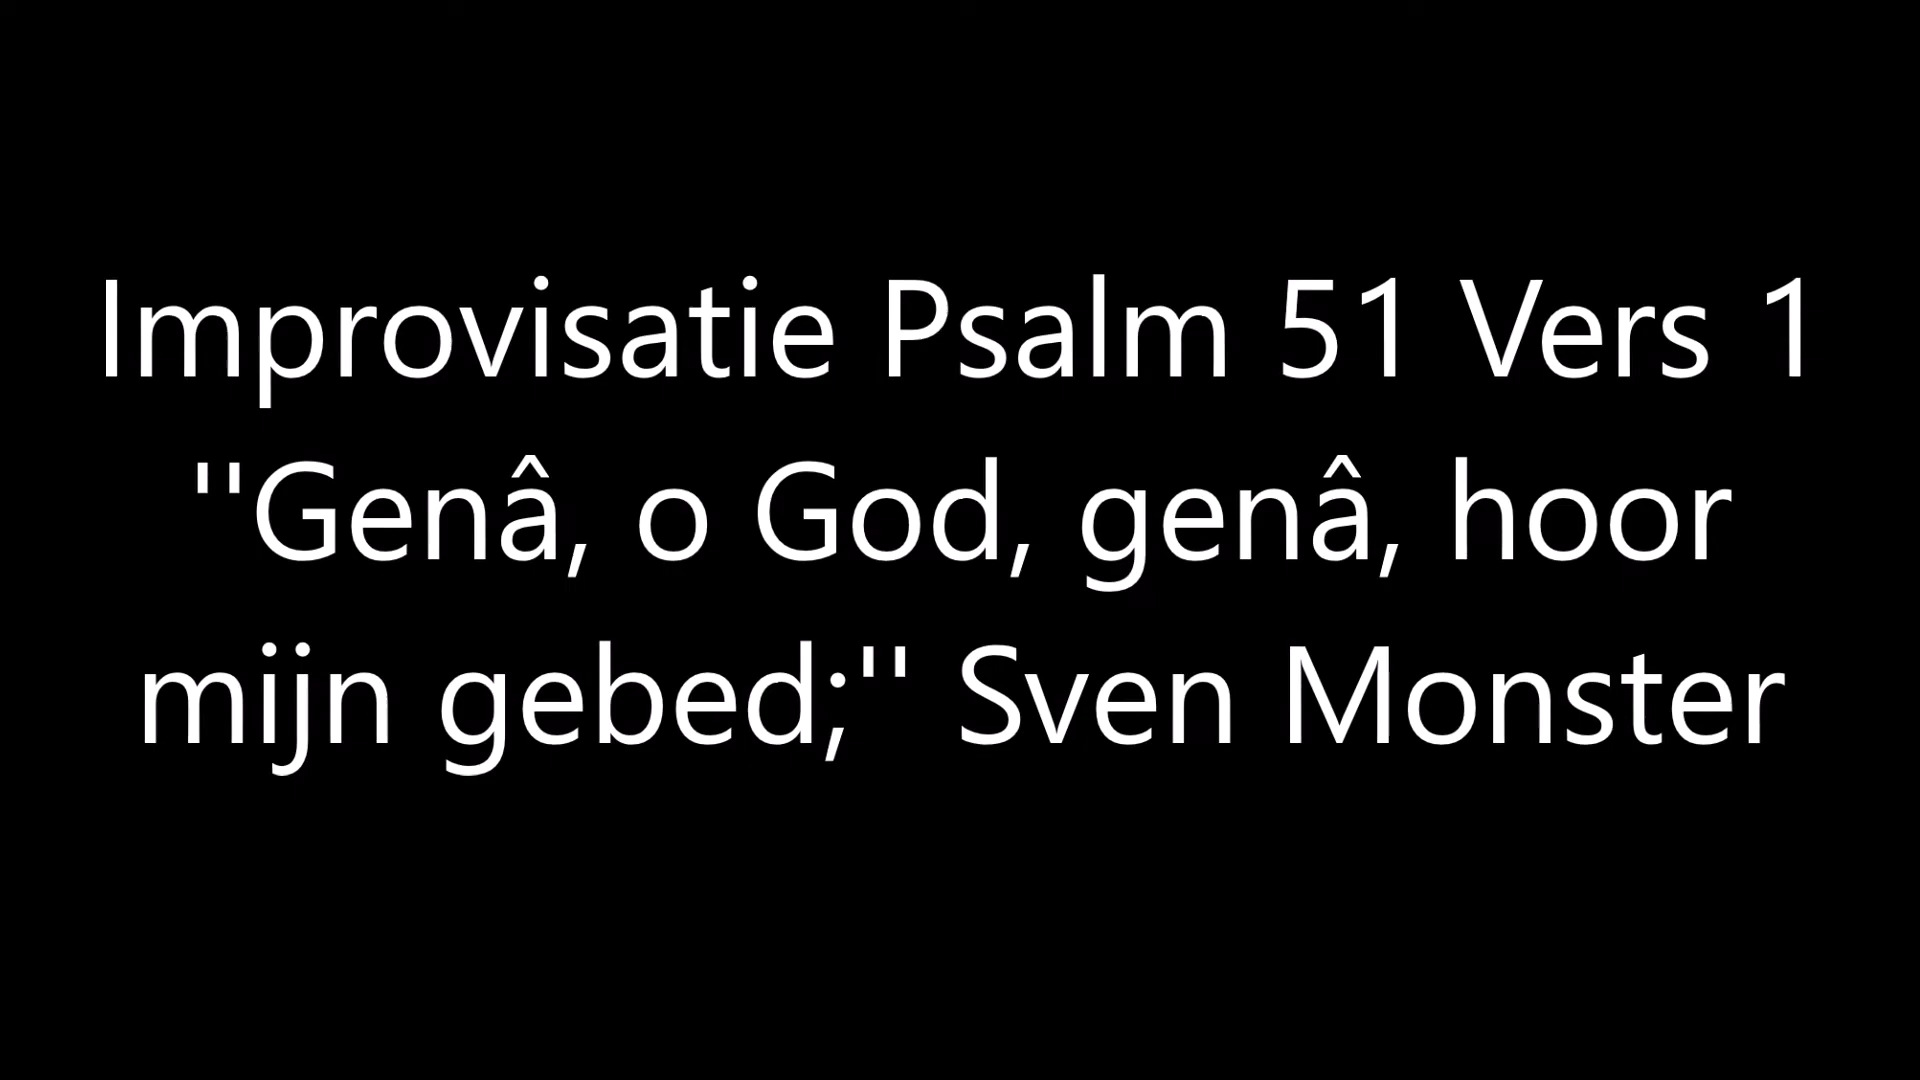 Improvisatie Psalm 51 Vers 1
''Genâ, o God, genâ, hoor
mijn gebed;'' Sven Monster